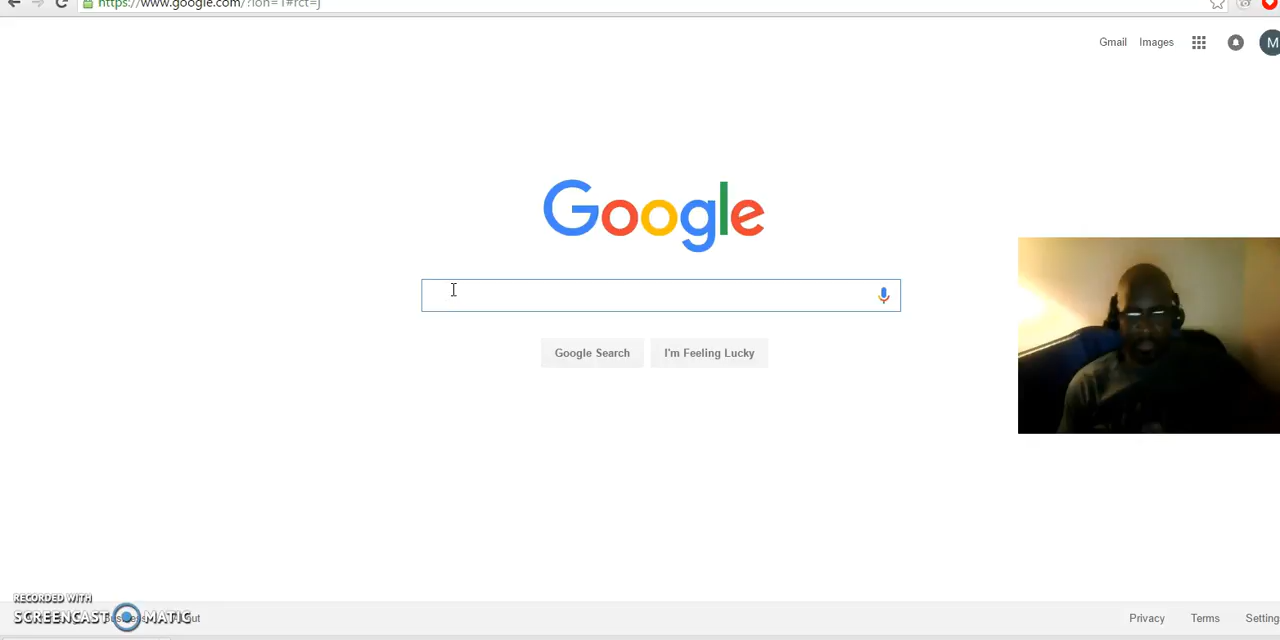 https://www.google.com/?ion=1#rct=j
Gmail Images M
Google
Google Search I'm Feeling Lucky
RECORDED WITH
SCREENCAST MATIC
Privacy Terms Setting